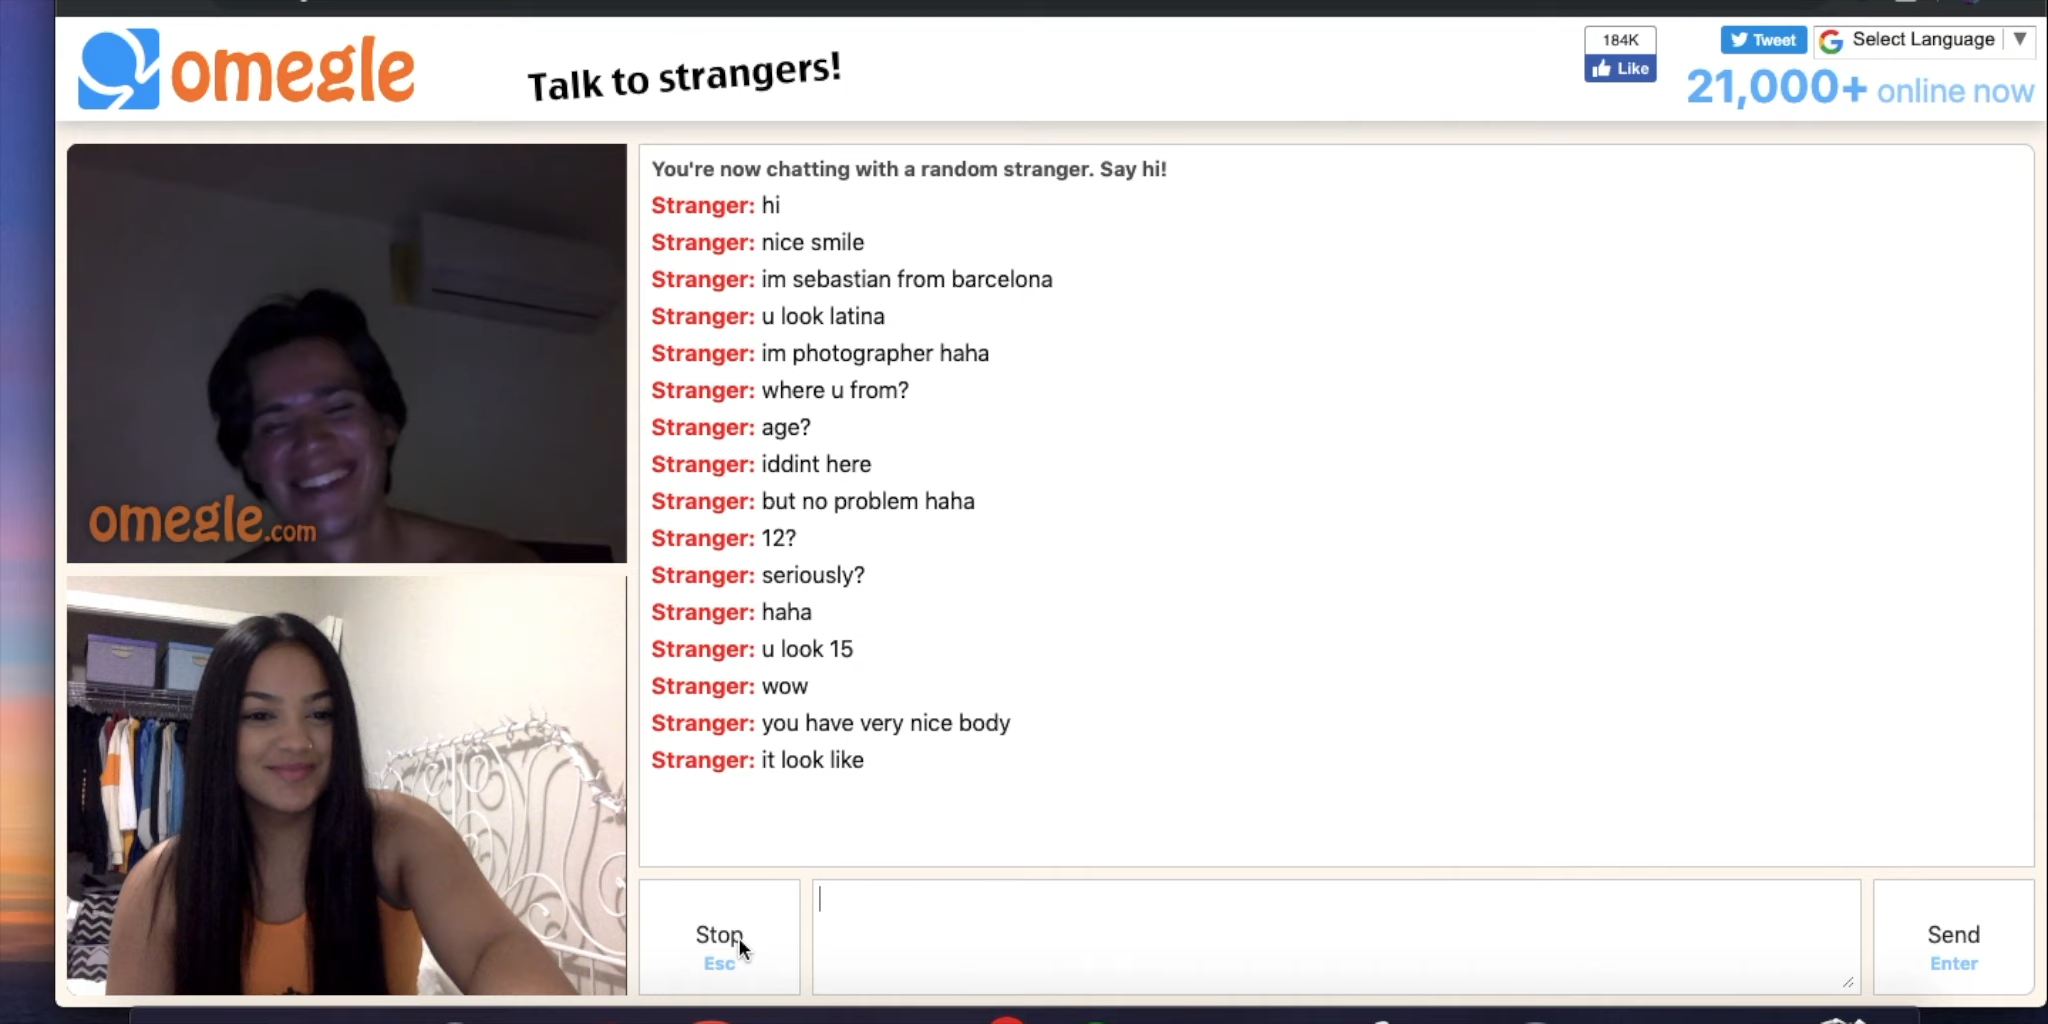 omegle
Talk to strangers!
184K
Like
Tweet
Select Language
21,000+ online now
omegle.com
You're now chatting with a random stranger. Say hi!
Stranger: hi
Stranger: nice smile
Stranger: im sebastian from barcelona
Stranger: u look latina
Stranger: im photographer haha
Stranger: where u from?
Stranger: age?
Stranger: iddint here
Stranger: but no problem haha
Stranger: 12?
Stranger: seriously?
Stranger: haha
Stranger: u look 15
Stranger: wow
Stranger: you have very nice body
Stranger: it look like
Stop
Esc
Send
Enter